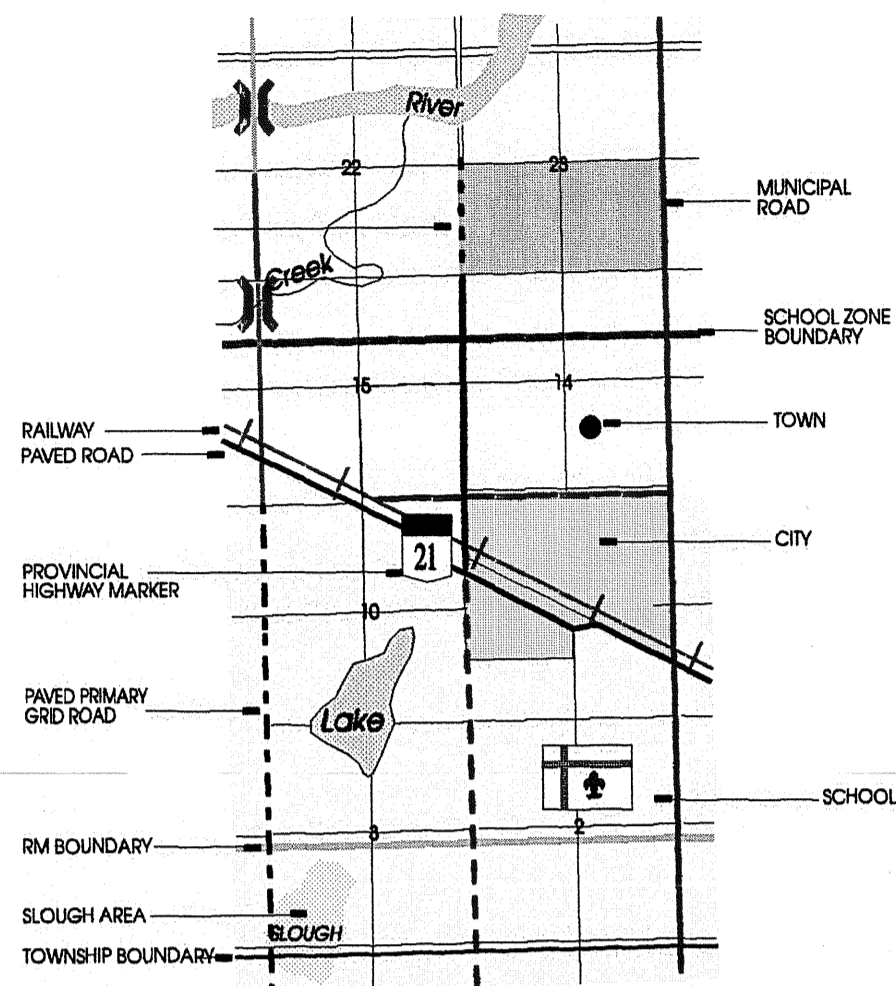 River
22
23
MUNICIPAL
ROAD
Creek
SCHOOL ZONE
BOUNDARY
15
14
RAILWAY
TOWN
PAVED ROAD
CITY
21
PROVINCIAL
HIGHWAY MARKER
10
PAVED PRIMARY
GRID ROAD
Lake
SCHOOL
3
2
RM BOUNDARY
SLOUGH AREA
SLOUGH
TOWNSHIP BOUNDARY